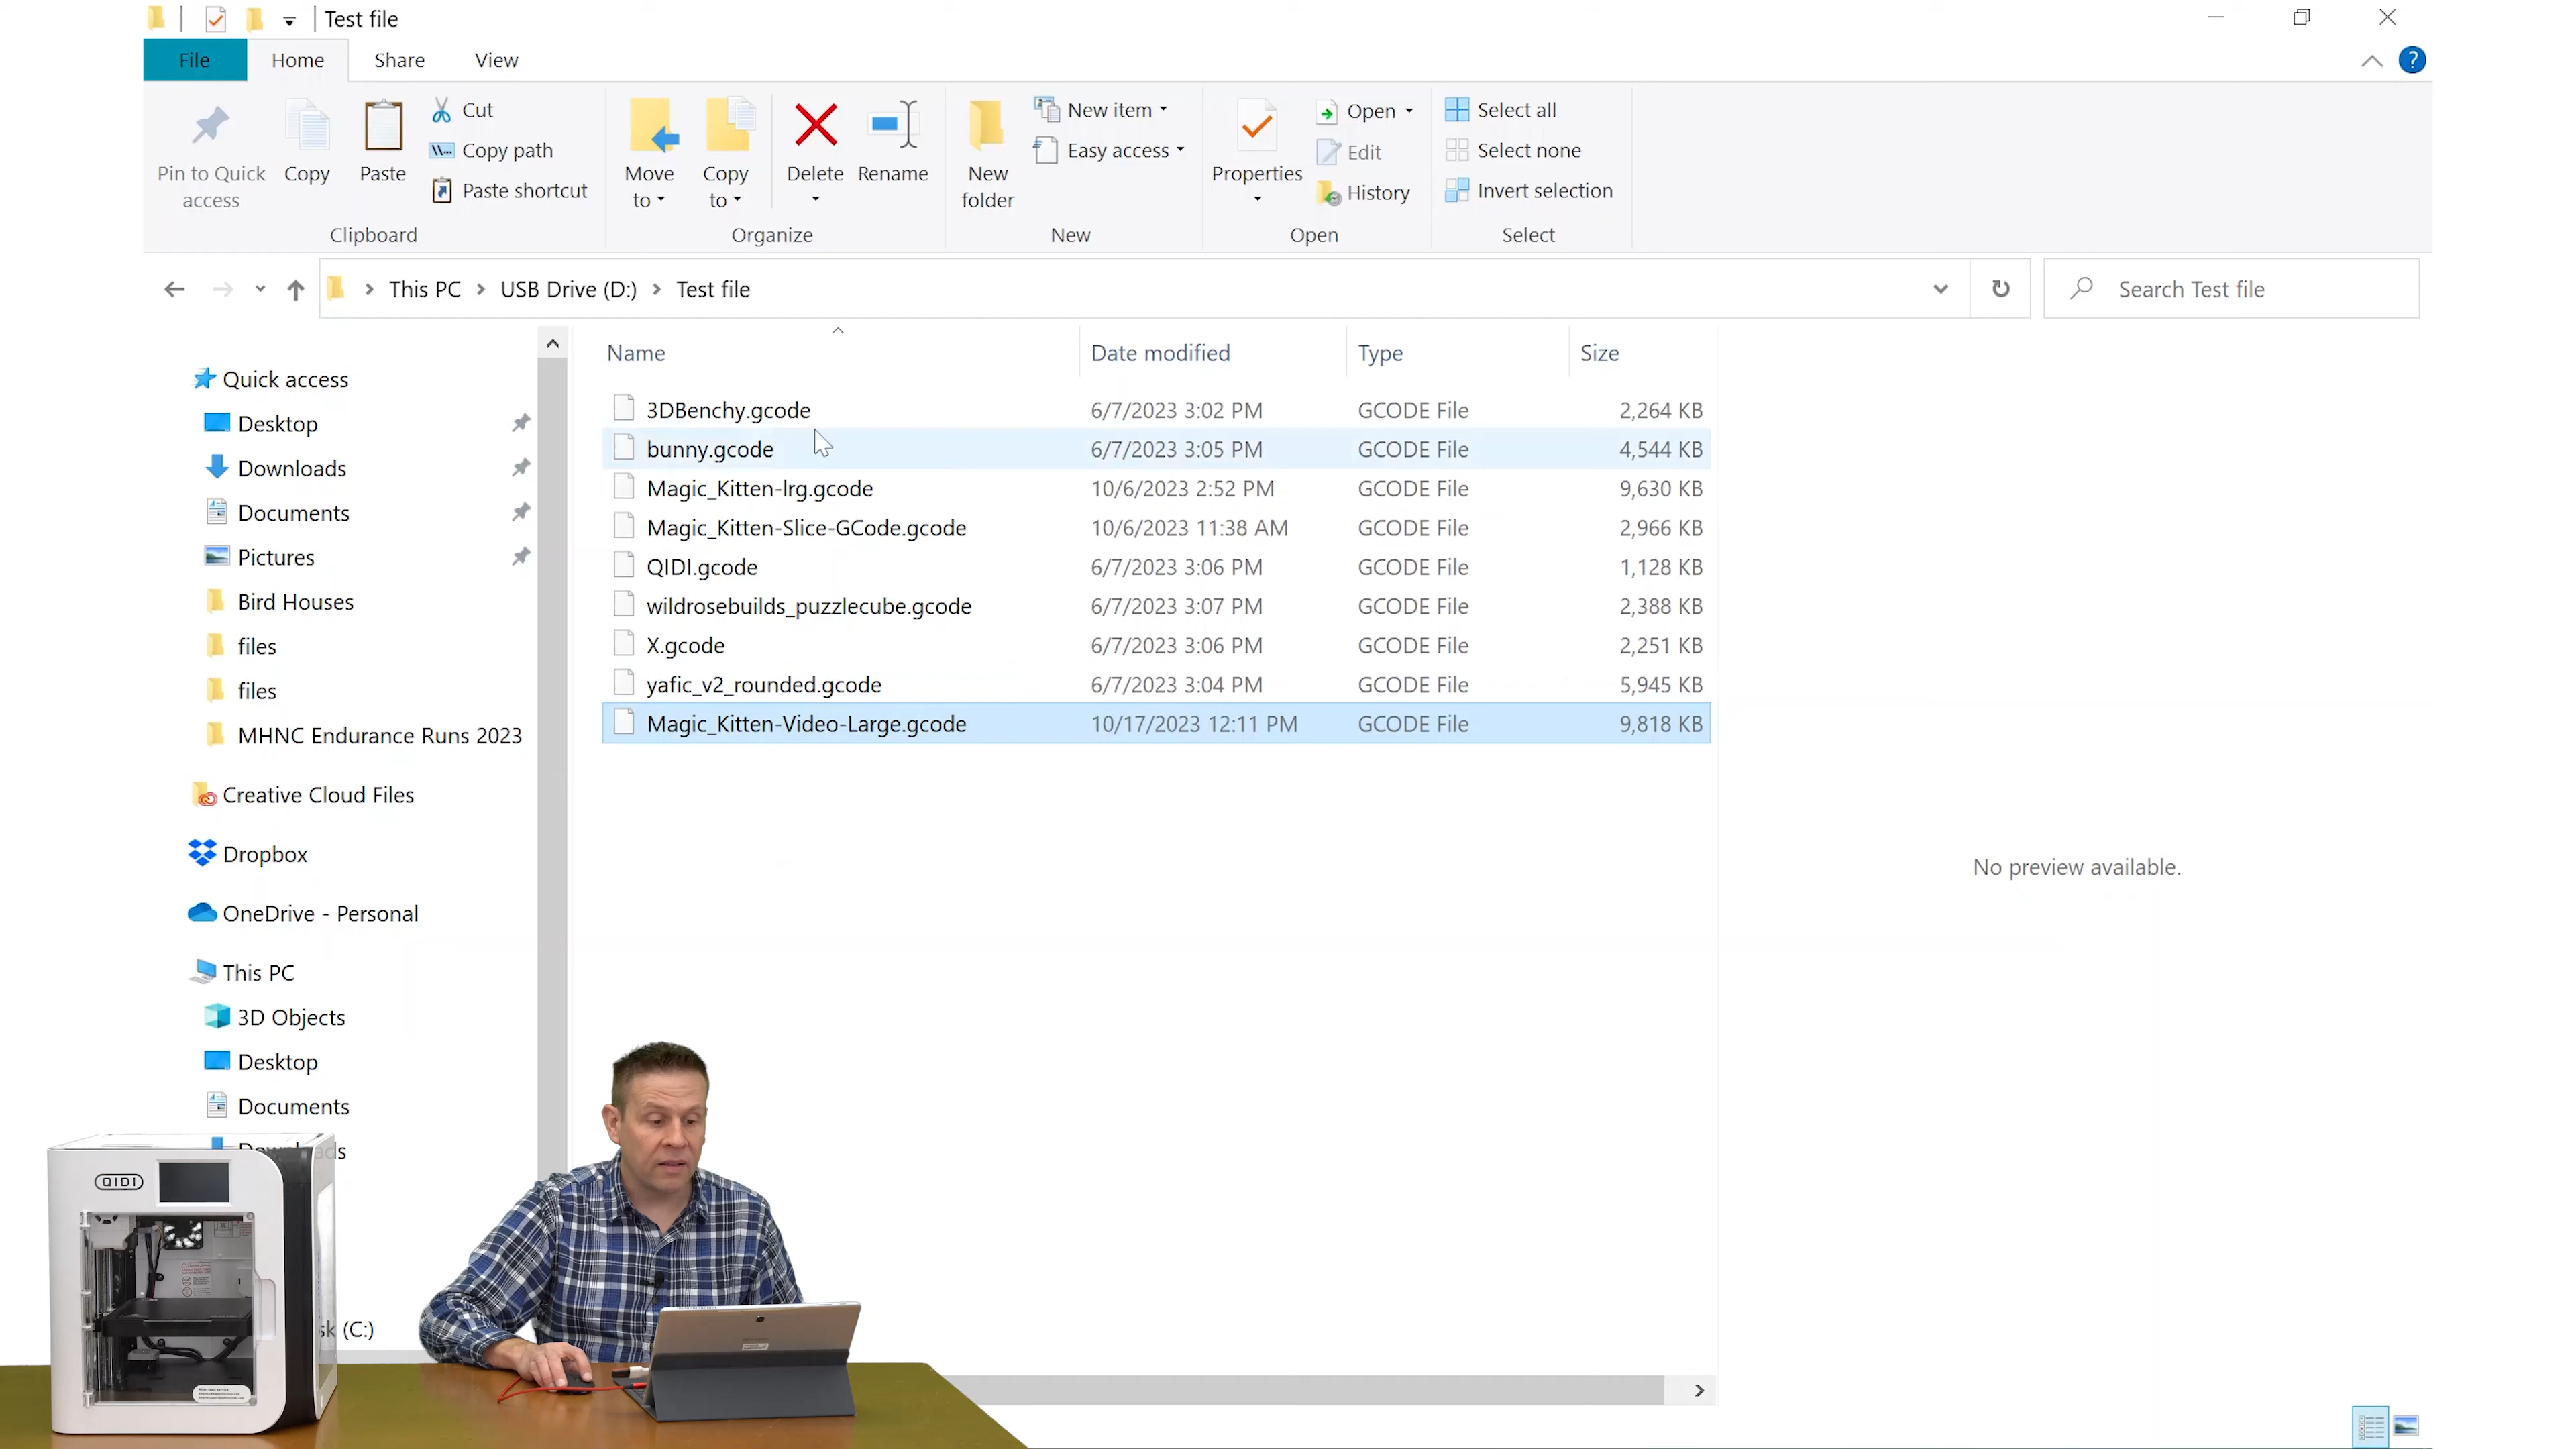 Test file
File Home Share View
Pin to Quick access
Copy
Paste
Cut
Copy path
Paste shortcut
Clipboard
Move to
Copy to
Delete
Rename
Organize
New folder
New item
Easy access
New
Properties
Open
Edit
History
Open
Select all
Select none
Invert selection
Select
This PC > USB Drive (D:) > Test file
Search Test file
Quick access
Desktop
Downloads
Documents
Pictures
Bird Houses
files
files
MHNC Endurance Runs 2023
Creative Cloud Files
Dropbox
OneDrive - Personal
This PC
3D Objects
Desktop
Documents
Downloads
sk (C:)
Name Date modified Type Size
3DBenchy.gcode 6/7/2023 3:02 PM GCODE File 2,264 KB
bunny.gcode 6/7/2023 3:05 PM GCODE File 4,544 KB
Magic_Kitten-lrg.gcode 10/6/2023 2:52 PM GCODE File 9,630 KB
Magic_Kitten-Slice-GCode.gcode 10/6/2023 11:38 AM GCODE File 2,966 KB
QIDI.gcode 6/7/2023 3:06 PM GCODE File 1,128 KB
wildrosebuilds_puzzlecube.gcode 6/7/2023 3:07 PM GCODE File 2,388 KB
X.gcode 6/7/2023 3:06 PM GCODE File 2,251 KB
yafic_v2_rounded.gcode 6/7/2023 3:04 PM GCODE File 5,945 KB
Magic_Kitten-Video-Large.gcode 10/17/2023 12:11 PM GCODE File 9,818 KB
No preview available.
QIDI